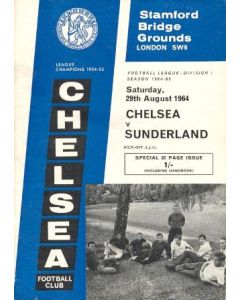 Stamford
Bridge
Grounds
LONDON SW6
LEAGUE
CHAMPIONS 1954-55
FOOTBALL LEAGUE - DIVISION I
SEASON 1964-65
Saturday,
29th August 1964
CHELSEA
v
SUNDERLAND
KICK-OFF 3 p.m.
SPECIAL 32 PAGE ISSUE
1/-
(INCLUDING HANDBOOK)
CHELSEA
FOOTBALL
CLUB